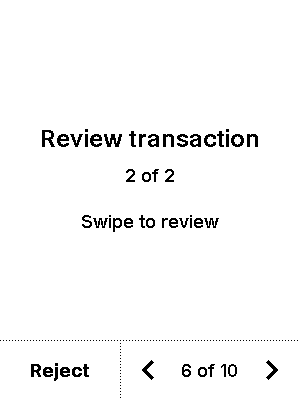 Review transaction
2 of 2
Swipe to review
Reject
6 of 10